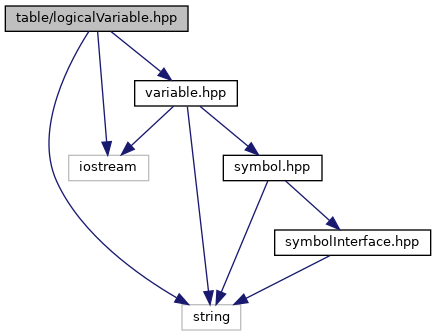 table/logicalVariable.hpp
variable.hpp
iostream
symbol.hpp
symbolInterface.hpp
string